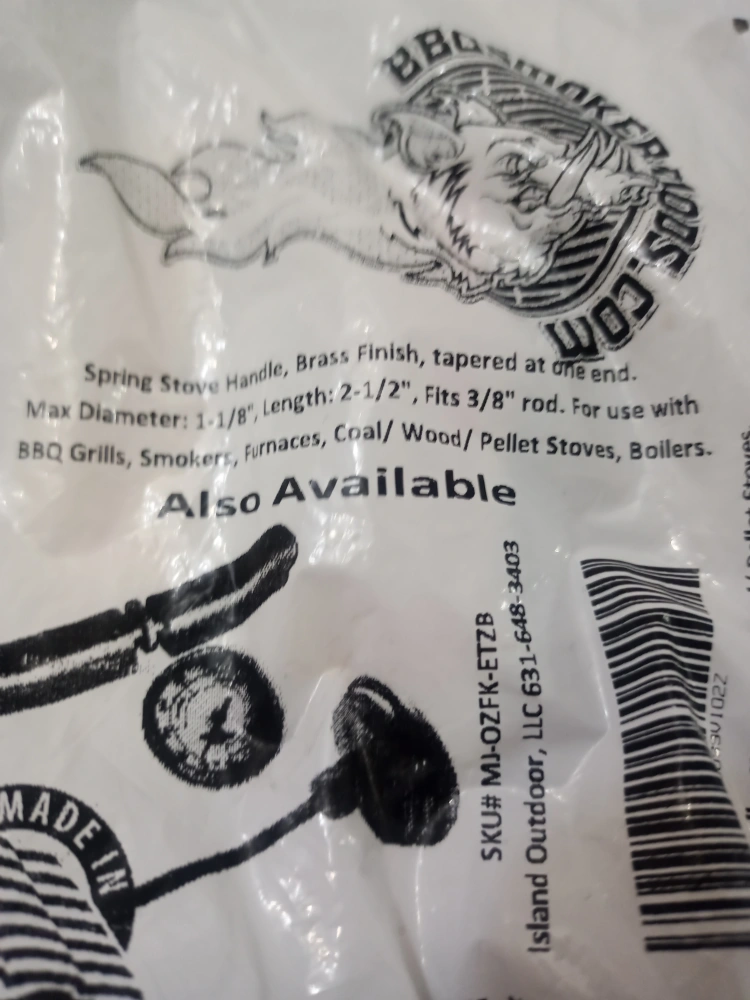 BBQSMOKERMODS.COM
Spring Stove Handle, Brass Finish, tapered at one end.
Max Diameter: 1-1/8", Length: 2-1/2", Fits 3/8" rod. For use with
BBQ Grills, Smokers, Furnaces, Coal/ Wood/ Pellet Stoves, Boilers.
Also Available
SKU# MJ-OZFK-ETZB
Island Outdoor, LLC 631-648-3403
MADE IN